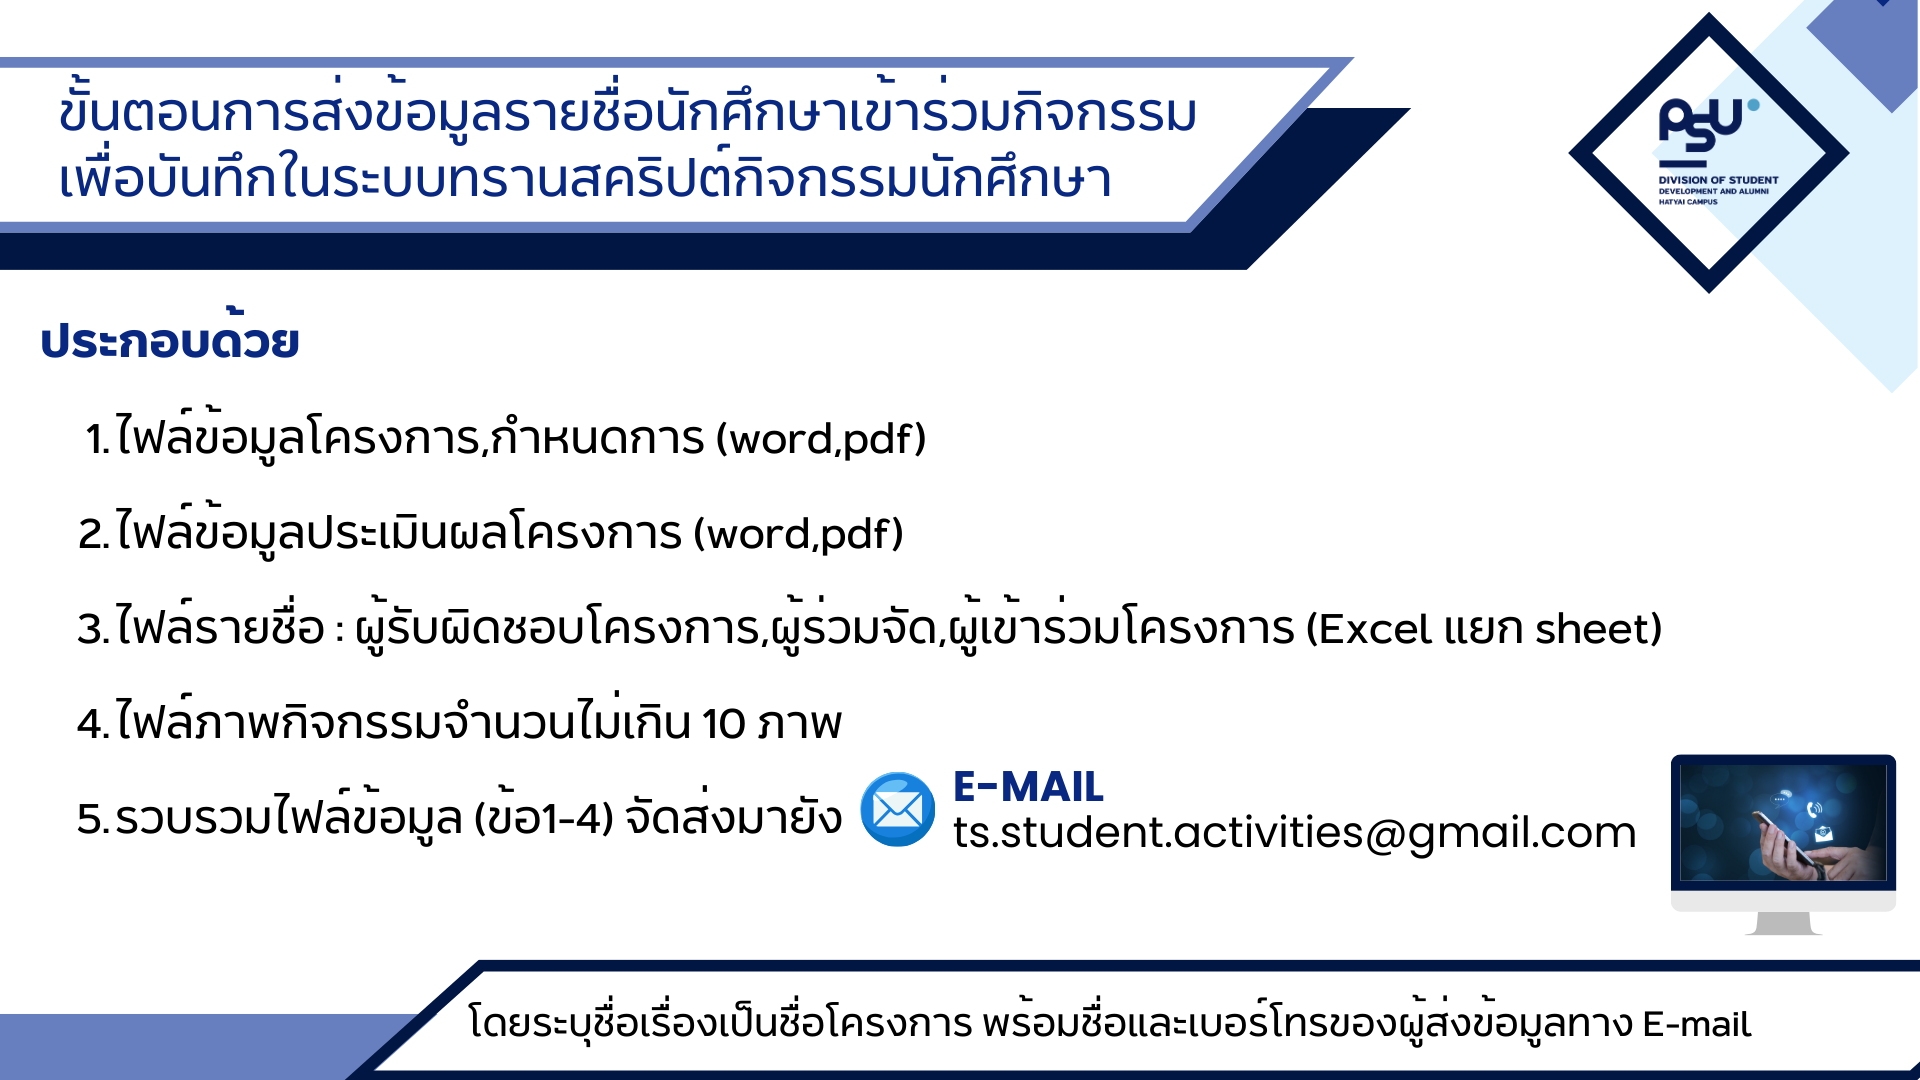 ขั้นตอนการส่งข้อมูลรายชื่อนักศึกษาเข้าร่วมกิจกรรม
เพื่อบันทึกในระบบทรานสคริปต์กิจกรรมนักศึกษา
PSU
DIVISION OF STUDENT
DEVELOPMENT AND ALUMNI
HATYAI CAMPUS
ประกอบด้วย
1. ไฟล์ข้อมูลโครงการ,กำหนดการ (word,pdf)
2. ไฟล์ข้อมูลประเมินผลโครงการ (word,pdf)
3. ไฟล์รายชื่อ : ผู้รับผิดชอบโครงการ,ผู้ร่วมจัด,ผู้เข้าร่วมโครงการ (Excel แยก sheet)
4. ไฟล์ภาพกิจกรรมจำนวนไม่เกิน 10 ภาพ
5. รวบรวมไฟล์ข้อมูล (ข้อ1-4) จัดส่งมายัง
E-MAIL
ts.student.activities@gmail.com
โดยระบุชื่อเรื่องเป็นชื่อโครงการ พร้อมชื่อและเบอร์โทรของผู้ส่งข้อมูลทาง E-mail